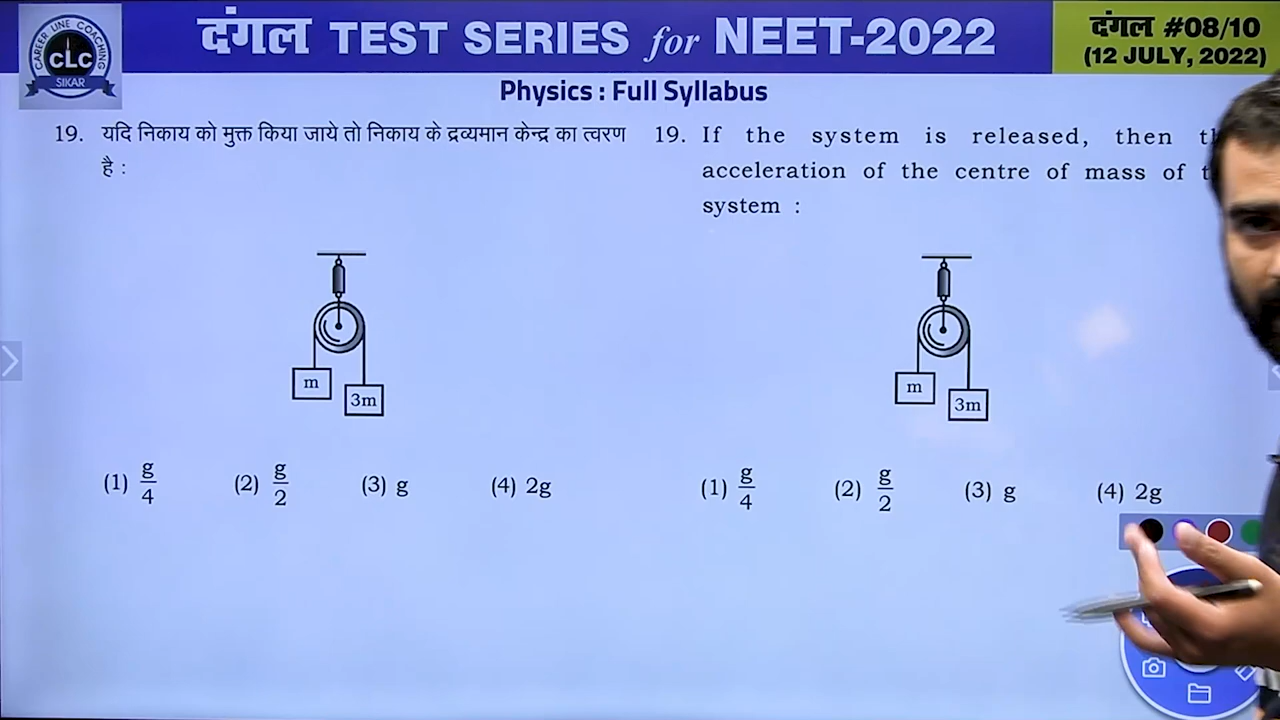 दंगल TEST SERIES for NEET-2022
दंगल #08/10
(12 JULY, 2022)
CAREER LINE COACHING
CLC
SIKAR
Physics : Full Syllabus
19. यदि निकाय को मुक्त किया जाये तो निकाय के द्रव्यमान केन्द्र का त्वरण
है :
m
3m
(1) g/4 (2) g/2 (3) g (4) 2g
19. If the system is released, then
acceleration of the centre of mass of
system :
m
3m
(1) g/4 (2) g/2 (3) g (4) 2g